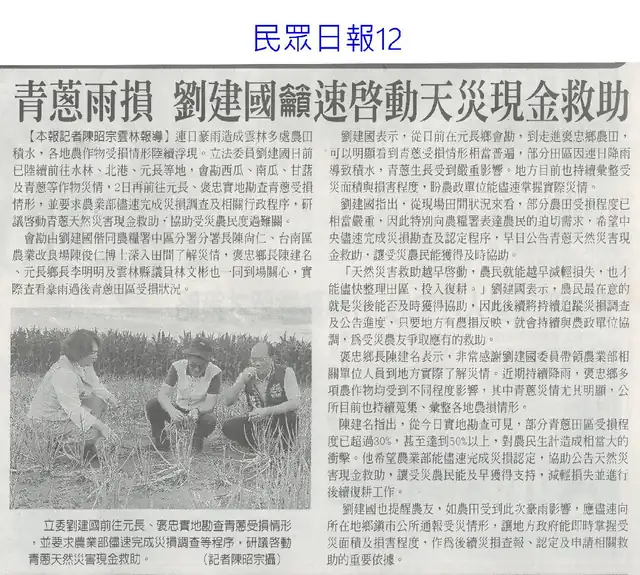 民眾日報12
青蔥雨損 劉建國籲速啓動天災現金救助
【本報記者陳昭宗雲林報導】連日豪雨造成雲林多處農田
積水，各地農作物受損情形陸續浮現。立法委員劉建國日前
已陸續前往水林、北港、元長等地，會勘西瓜、南瓜、甘藷
及青蔥等作物災情，2日再前往元長、褒忠實地勘查青蔥受損
情形，並要求農業部儘速完成災損調查及相關行政程序，研
議啓動青蔥天然災害現金救助，協助受災農民度過難關。
會勘由劉建國偕同農糧署中區分署分署長陳尚仁、台南區
農業改良場陳俊仁博士深入田間了解災情，褒忠鄉長陳建名
、元長鄉長李明明及雲林縣議員林文彬也一同到場關心，實
際查看豪雨過後青蔥田區受損狀況。
立委劉建國前往元長、褒忠實地勘查青蔥受損情形
，並要求農業部儘速完成災損調查等程序，研議啓動
青蔥天然災害現金救助。　（記者陳昭宗攝）
劉建國表示，從日前在元長鄉會勘，到走進褒忠鄉農田，
可以明顯看到青蔥受損情形相當普遍，部分田區因連日降雨
導致積水，青蔥生長受到嚴重影響。地方目前也持續彙整受
災面積與損害程度，盼農政單位能儘速掌握實際災情。
劉建國指出，從現場田間狀況來看，部分農田受損程度已
相當嚴重，因此特別向農糧署表達農民的迫切需求，希望中
央儘速完成災損勘查及認定程序，早日公告青蔥天然災害現
金救助，讓受災農民能獲得及時協助。
「天然災害救助越早啓動，農民就能越早減輕損失，也才
能儘快整理田區、投入復耕。」劉建國表示，農民最在意的
就是災後能否及時獲得協助，因此後續將持續追蹤災損調查
及公告進度，只要地方有農損反映，就會持續與農政單位協
調，為受災農友爭取應有的救助。
褒忠鄉長陳建名表示，非常感謝劉建國委員帶領農業部相
關單位人員到地方實際了解災情。近期持續降雨，褒忠鄉多
項農作物均受到不同程度影響，其中青蔥災情尤其明顯，公
所目前也持續蒐集、彙整各地農損情形。
陳建名指出，從今日實地勘查可見，部分青蔥田區受損程
度已超過30%，甚至達到50%以上，對農民生計造成相當大的
衝擊。他希望農業部能儘速完成災損認定，協助公告天然災
害現金救助，讓受災農民能及早獲得支持，減輕損失並進行
後續復耕工作。
劉建國也提醒農友，如農田受到此次豪雨影響，應儘速向
所在地鄉鎮市公所通報受災情形，讓地方政府能即時掌握受
災面積及損害程度，作為後續災損查報、認定及申請相關救
助的重要依據。